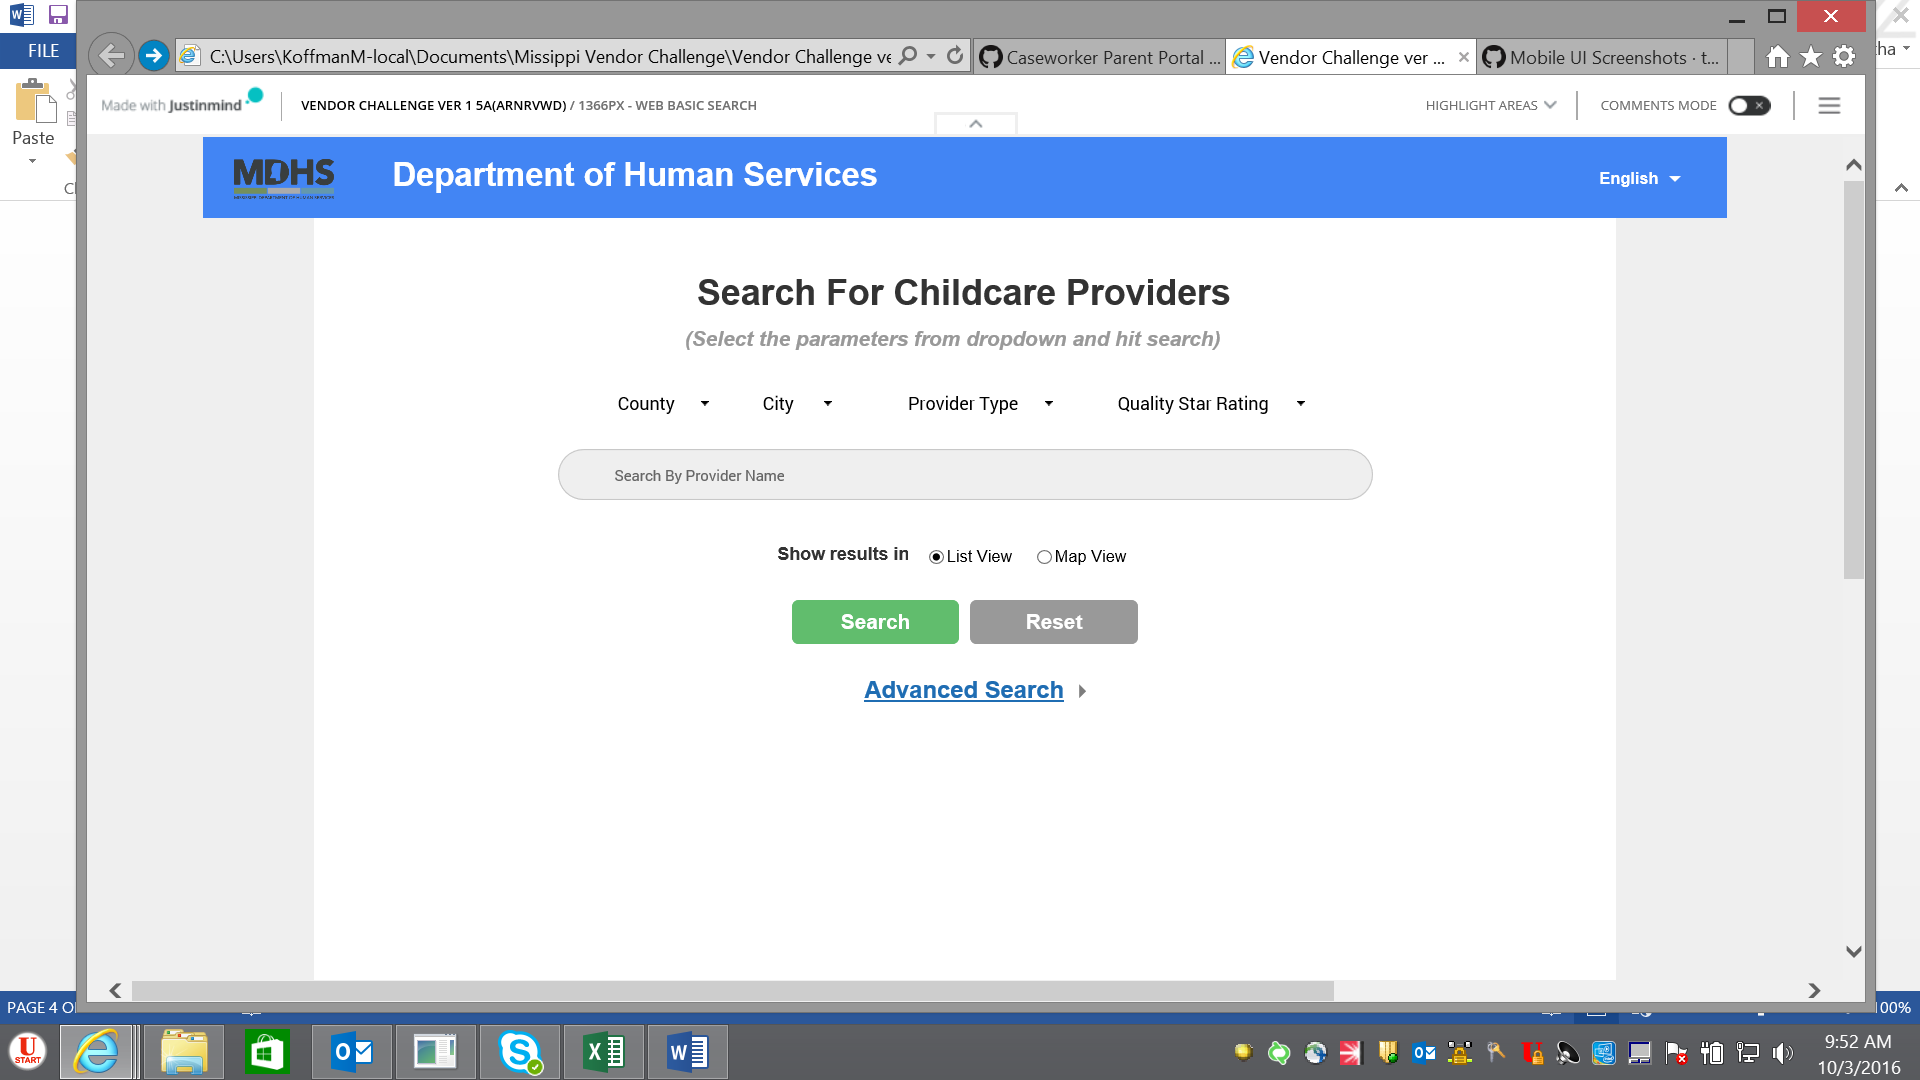 FILE
C:\Users\KoffmanM-local\Documents\Missippi Vendor Challenge\Vendor Challenge ve
Caseworker Parent Portal ...
Vendor Challenge ver ...
Mobile UI Screenshots · t...
tha
Made with Justinmind
VENDOR CHALLENGE VER 1 5A(ARNRVWD) / 1366PX - WEB BASIC SEARCH
HIGHLIGHT AREAS
COMMENTS MODE
Paste
Cl
MDHS
Department of Human Services
English
Search For Childcare Providers
(Select the parameters from dropdown and hit search)
County
City
Provider Type
Quality Star Rating
Search By Provider Name
Show results in
List View
Map View
Search
Reset
Advanced Search
PAGE 4 O
100%
U
START
9:52 AM
10/3/2016